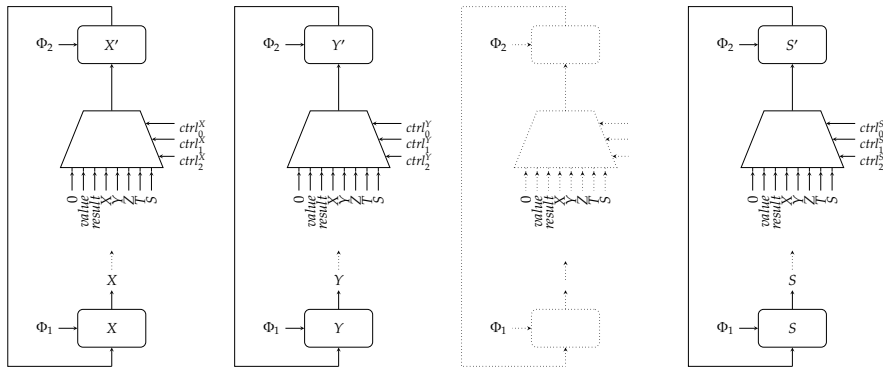 Φ₂ X′ Φ₂ Y′ Φ₂ Φ₂ S′
ctrl₀ˣ ctrl₀ʸ ctrl₀ˢ
ctrl₁ˣ ctrl₁ʸ ctrl₁ˢ
ctrl₂ˣ ctrl₂ʸ ctrl₂ˢ
0 value result X Y Z T S 0 value result X Y Z T S 0 value result X Y Z T S 0 value result X Y Z T S
X Y S
Φ₁ X Φ₁ Y Φ₁ Φ₁ S